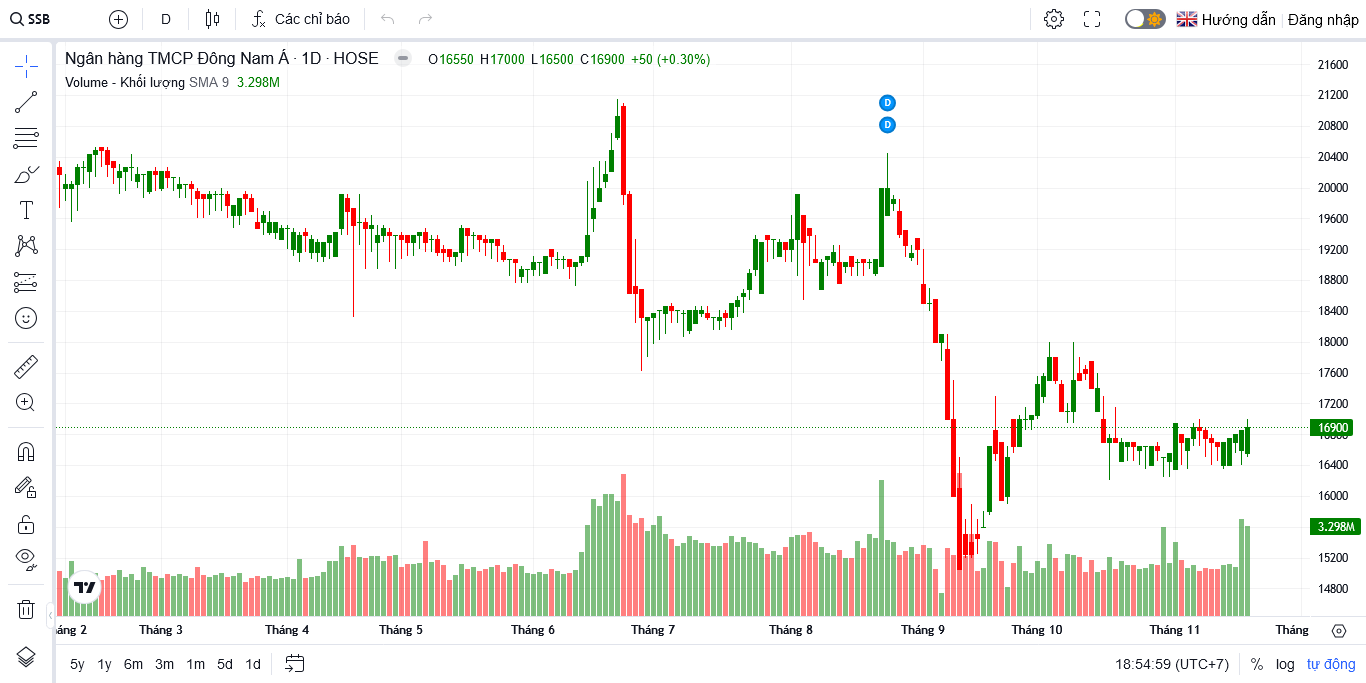 SSB D Các chỉ báo Hướng dẫn Đăng nhập
Ngân hàng TMCP Đông Nam Á · 1D · HOSE O16550 H17000 L16500 C16900 +50 (+0.30%)
Volume - Khối lượng SMA 9 3.298M
D
D
21600
21200
20800
20400
20000
19600
19200
18800
18400
18000
17600
17200
16900
16800
16400
16000
3.298M
15200
14800
áng 2 Tháng 3 Tháng 4 Tháng 5 Tháng 6 Tháng 7 Tháng 8 Tháng 9 Tháng 10 Tháng 11 Tháng
5y 1y 6m 3m 1m 5d 1d 18:54:59 (UTC+7) % log tự động